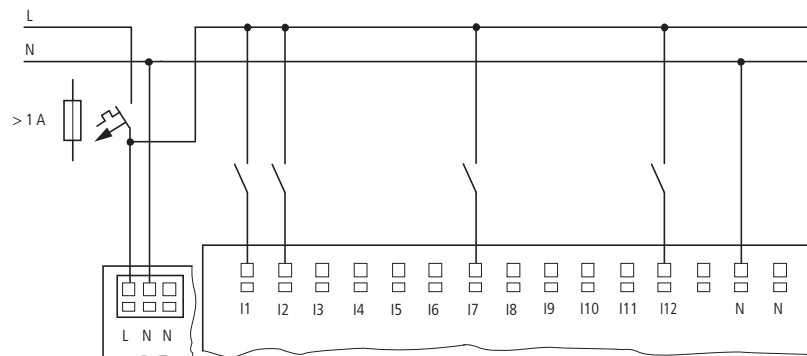 L
N
> 1 A
I1 I2 I3 I4 I5 I6 I7 I8 I9 I10 I11 I12 N N
L N N